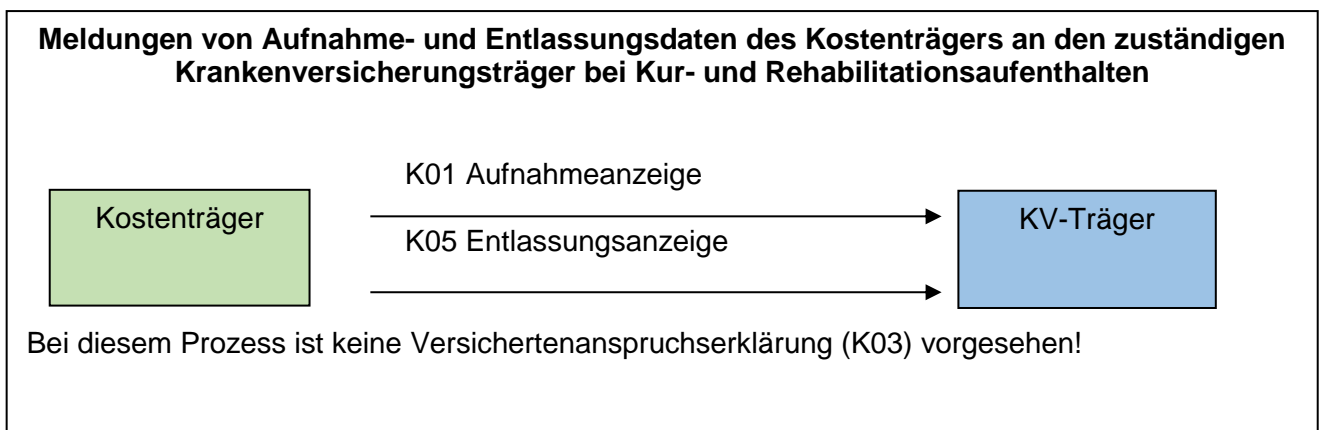 Meldungen von Aufnahme- und Entlassungsdaten des Kostenträgers an den zuständigen
Krankenversicherungsträger bei Kur- und Rehabilitationsaufenthalten
K01 Aufnahmeanzeige
Kostenträger
KV-Träger
K05 Entlassungsanzeige
Bei diesem Prozess ist keine Versichertenanspruchserklärung (K03) vorgesehen!